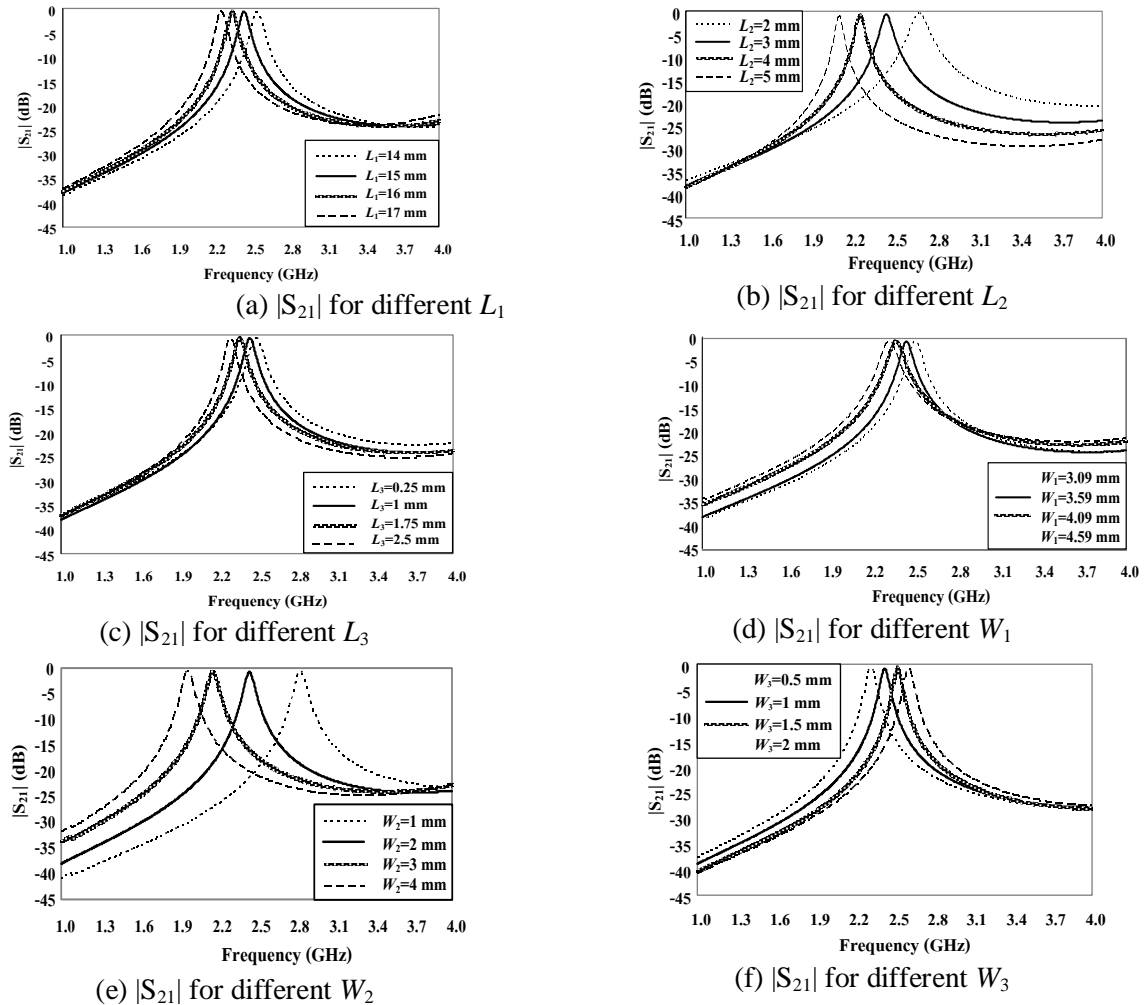 0
-5
-10
-15
-20
-25
-30
-35
-40
-45
|S21| (dB)
L1=14 mm
L1=15 mm
L1=16 mm
L1=17 mm
1.0 1.3 1.6 1.9 2.2 2.5 2.8 3.1 3.4 3.7 4.0
Frequency (GHz)
(a) |S21| for different L1
0
-5
-10
-15
-20
-25
-30
-35
-40
-45
|S21| (dB)
L2=2 mm
L2=3 mm
L2=4 mm
L2=5 mm
1.0 1.3 1.6 1.9 2.2 2.5 2.8 3.1 3.4 3.7 4.0
Frequency (GHz)
(b) |S21| for different L2
0
-5
-10
-15
-20
-25
-30
-35
-40
-45
|S21| (dB)
L3=0.25 mm
L3=1 mm
L3=1.75 mm
L3=2.5 mm
1.0 1.3 1.6 1.9 2.2 2.5 2.8 3.1 3.4 3.7 4.0
Frequency (GHz)
(c) |S21| for different L3
0
-5
-10
-15
-20
-25
-30
-35
-40
-45
|S21| (dB)
W1=3.09 mm
W1=3.59 mm
W1=4.09 mm
W1=4.59 mm
1.0 1.3 1.6 1.9 2.2 2.5 2.8 3.1 3.4 3.7 4.0
Frequency (GHz)
(d) |S21| for different W1
0
-5
-10
-15
-20
-25
-30
-35
-40
-45
|S21| (dB)
W2=1 mm
W2=2 mm
W2=3 mm
W2=4 mm
1.0 1.3 1.6 1.9 2.2 2.5 2.8 3.1 3.4 3.7 4.0
Frequency (GHz)
(e) |S21| for different W2
0
-5
-10
-15
-20
-25
-30
-35
-40
-45
|S21| (dB)
W3=0.5 mm
W3=1 mm
W3=1.5 mm
W3=2 mm
1.0 1.3 1.6 1.9 2.2 2.5 2.8 3.1 3.4 3.7 4.0
Frequency (GHz)
(f) |S21| for different W3